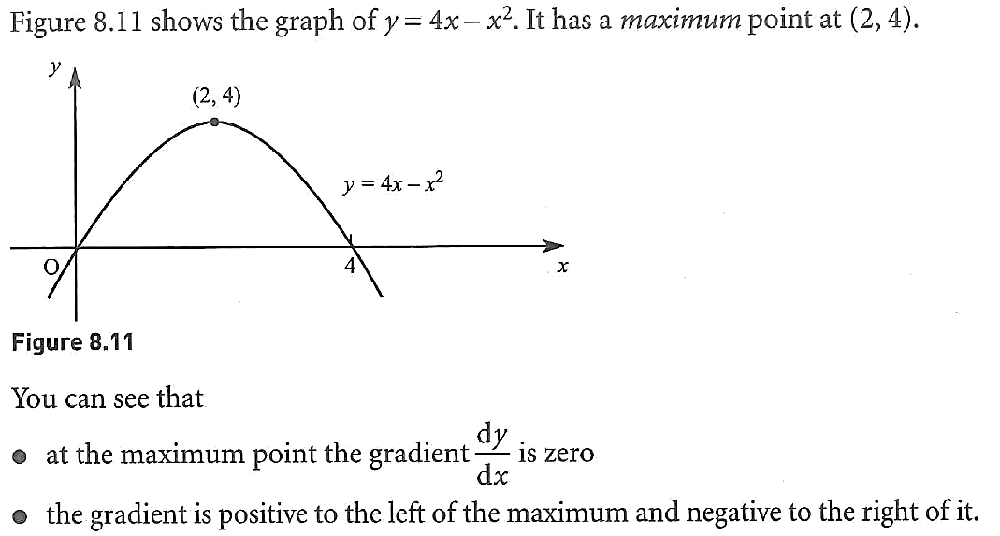 Figure 8.11 shows the graph of y = 4x – x². It has a maximum point at (2, 4).
y
(2, 4)
y = 4x – x²
O
4
x
Figure 8.11
You can see that
• at the maximum point the gradient dy/dx is zero
• the gradient is positive to the left of the maximum and negative to the right of it.